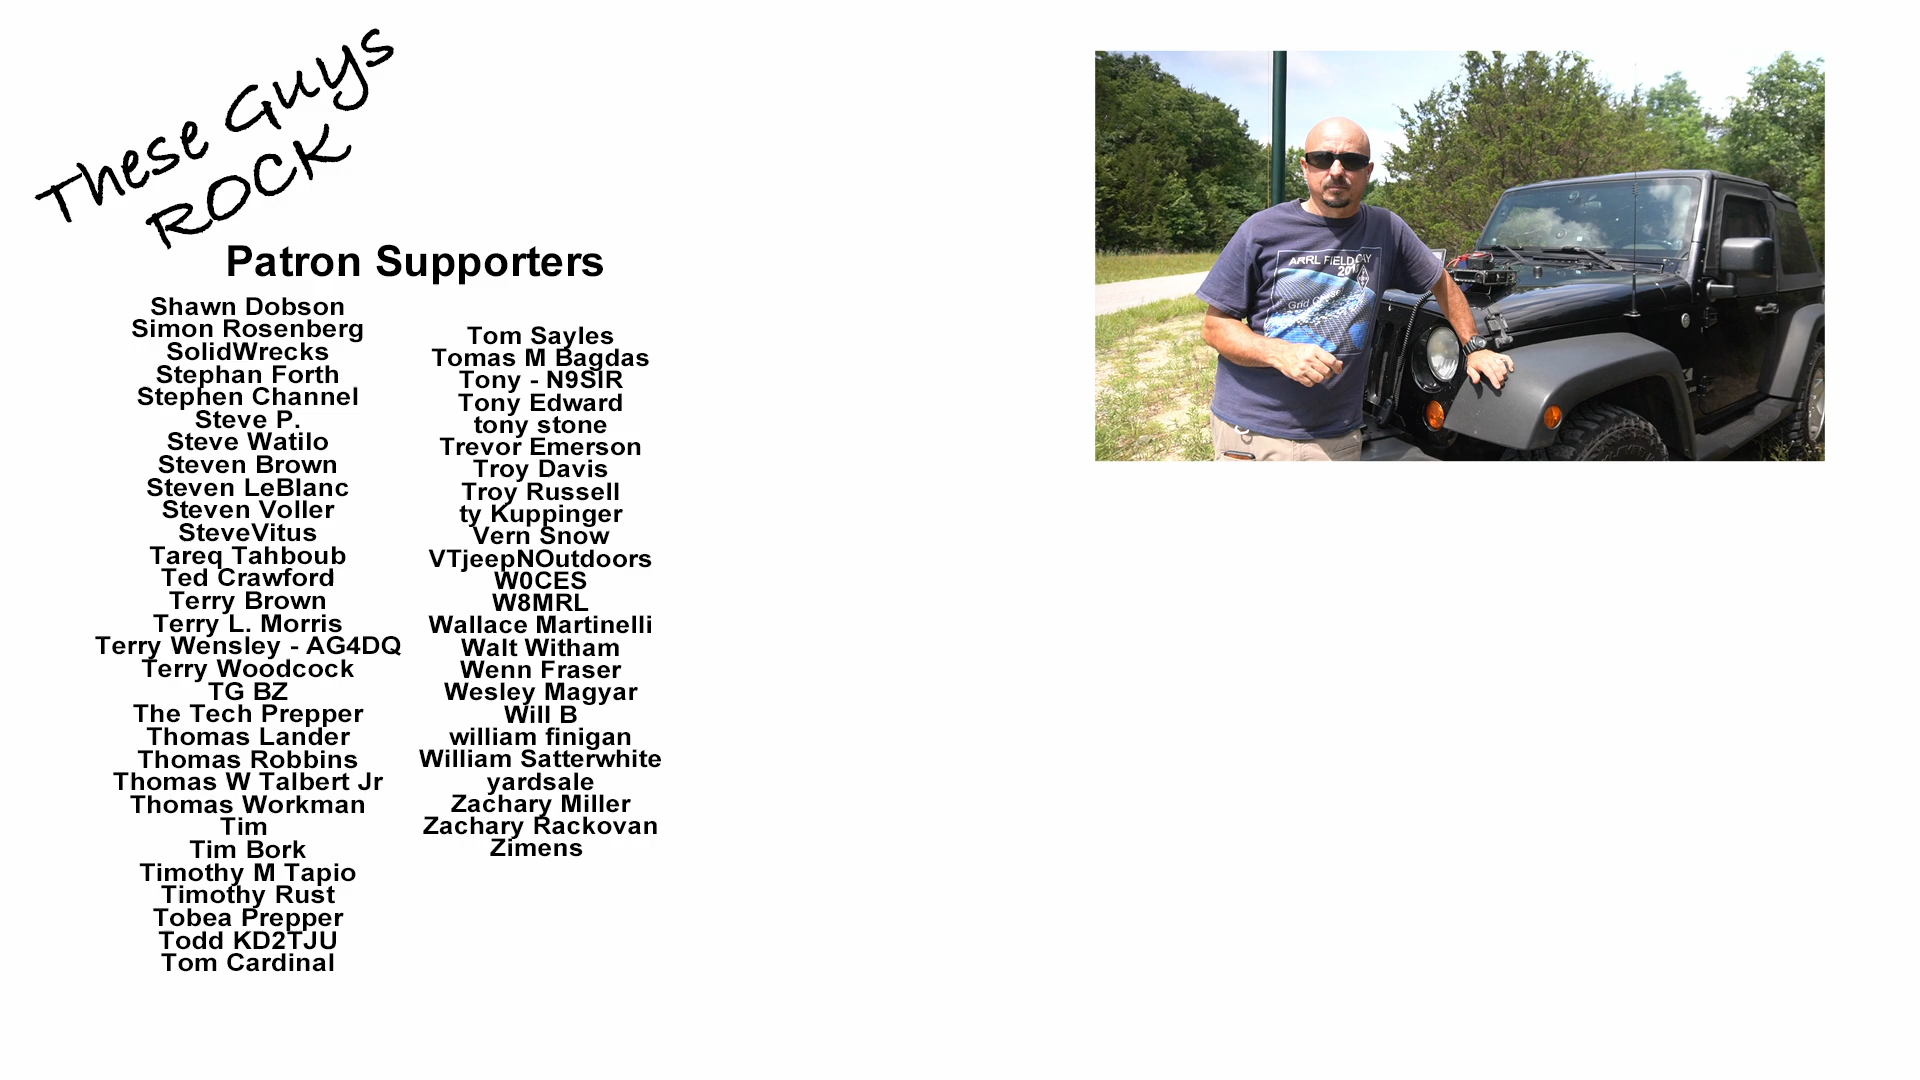 These Guys
ROCK
Patron Supporters
Shawn Dobson
Simon Rosenberg
SolidWrecks
Stephan Forth
Stephen Channel
Steve P.
Steve Watilo
Steven Brown
Steven LeBlanc
Steven Voller
SteveVitus
Tareq Tahboub
Ted Crawford
Terry Brown
Terry L. Morris
Terry Wensley - AG4DQ
Terry Woodcock
TG BZ
The Tech Prepper
Thomas Lander
Thomas Robbins
Thomas W Talbert Jr
Thomas Workman
Tim
Tim Bork
Timothy M Tapio
Timothy Rust
Tobea Prepper
Todd KD2TJU
Tom Cardinal
Tom Sayles
Tomas M Bagdas
Tony - N9SIR
Tony Edward
tony stone
Trevor Emerson
Troy Davis
Troy Russell
ty Kuppinger
Vern Snow
VTjeepNOutdoors
W0CES
W8MRL
Wallace Martinelli
Walt Witham
Wenn Fraser
Wesley Magyar
Will B
william finigan
William Satterwhite
yardsale
Zachary Miller
Zachary Rackovan
Zimens
ARRL FIELD DAY
Grid